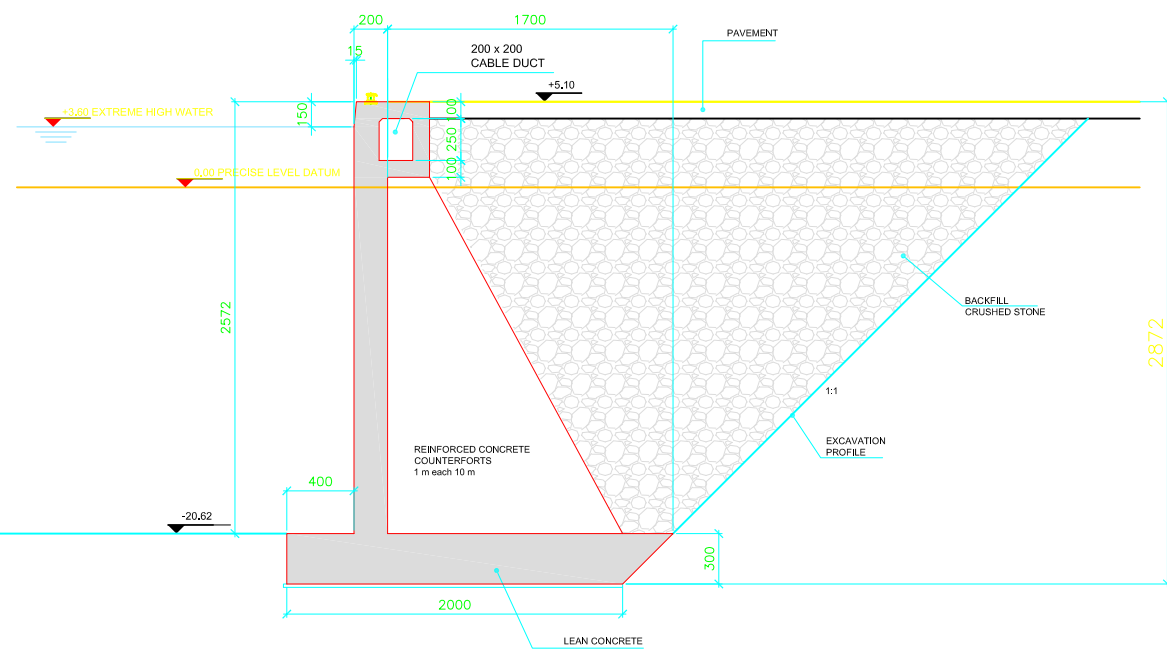 200
1700
PAVEMENT
15
200 x 200
CABLE DUCT
+5.10
+3.60 EXTREME HIGH WATER
150
100
250
100
0.00 PRECISE LEVEL DATUM
2572
BACKFILL
CRUSHED STONE
2872
1:1
EXCAVATION
PROFILE
REINFORCED CONCRETE
COUNTERFORTS
1 m each 10 m
400
-20.62
300
2000
LEAN CONCRETE